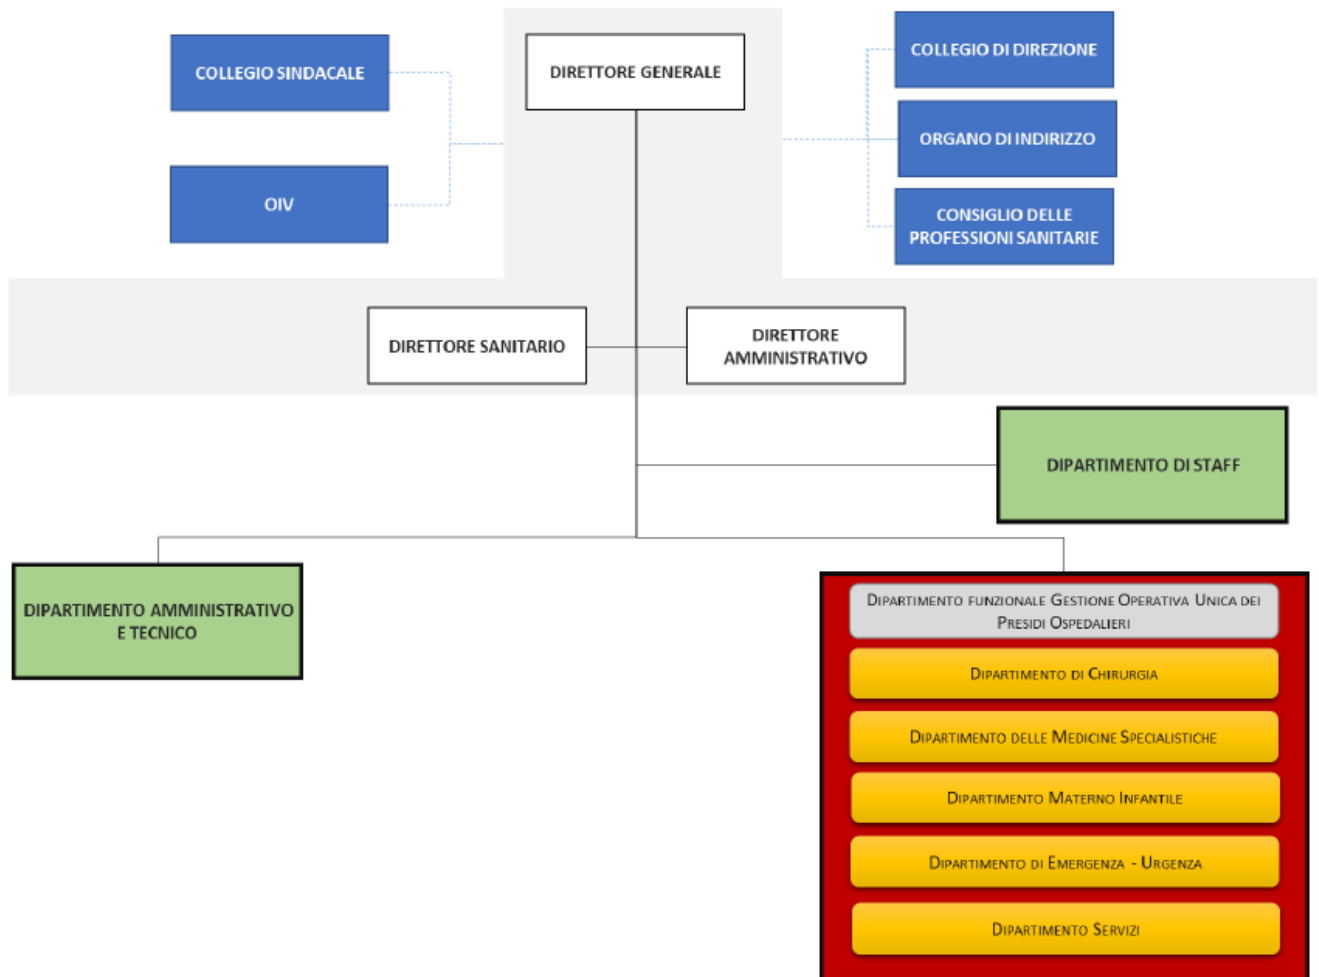 DIRETTORE GENERALE
COLLEGIO SINDACALE
OIV
COLLEGIO DI DIREZIONE
ORGANO DI INDIRIZZO
CONSIGLIO DELLE
PROFESSIONI SANITARIE
DIRETTORE SANITARIO
DIRETTORE
AMMINISTRATIVO
DIPARTIMENTO DI STAFF
DIPARTIMENTO AMMINISTRATIVO
E TECNICO
DIPARTIMENTO FUNZIONALE GESTIONE OPERATIVA UNICA DEI
PRESIDI OSPEDALIERI
DIPARTIMENTO DI CHIRURGIA
DIPARTIMENTO DELLE MEDICINE SPECIALISTICHE
DIPARTIMENTO MATERNO INFANTILE
DIPARTIMENTO DI EMERGENZA - URGENZA
DIPARTIMENTO SERVIZI